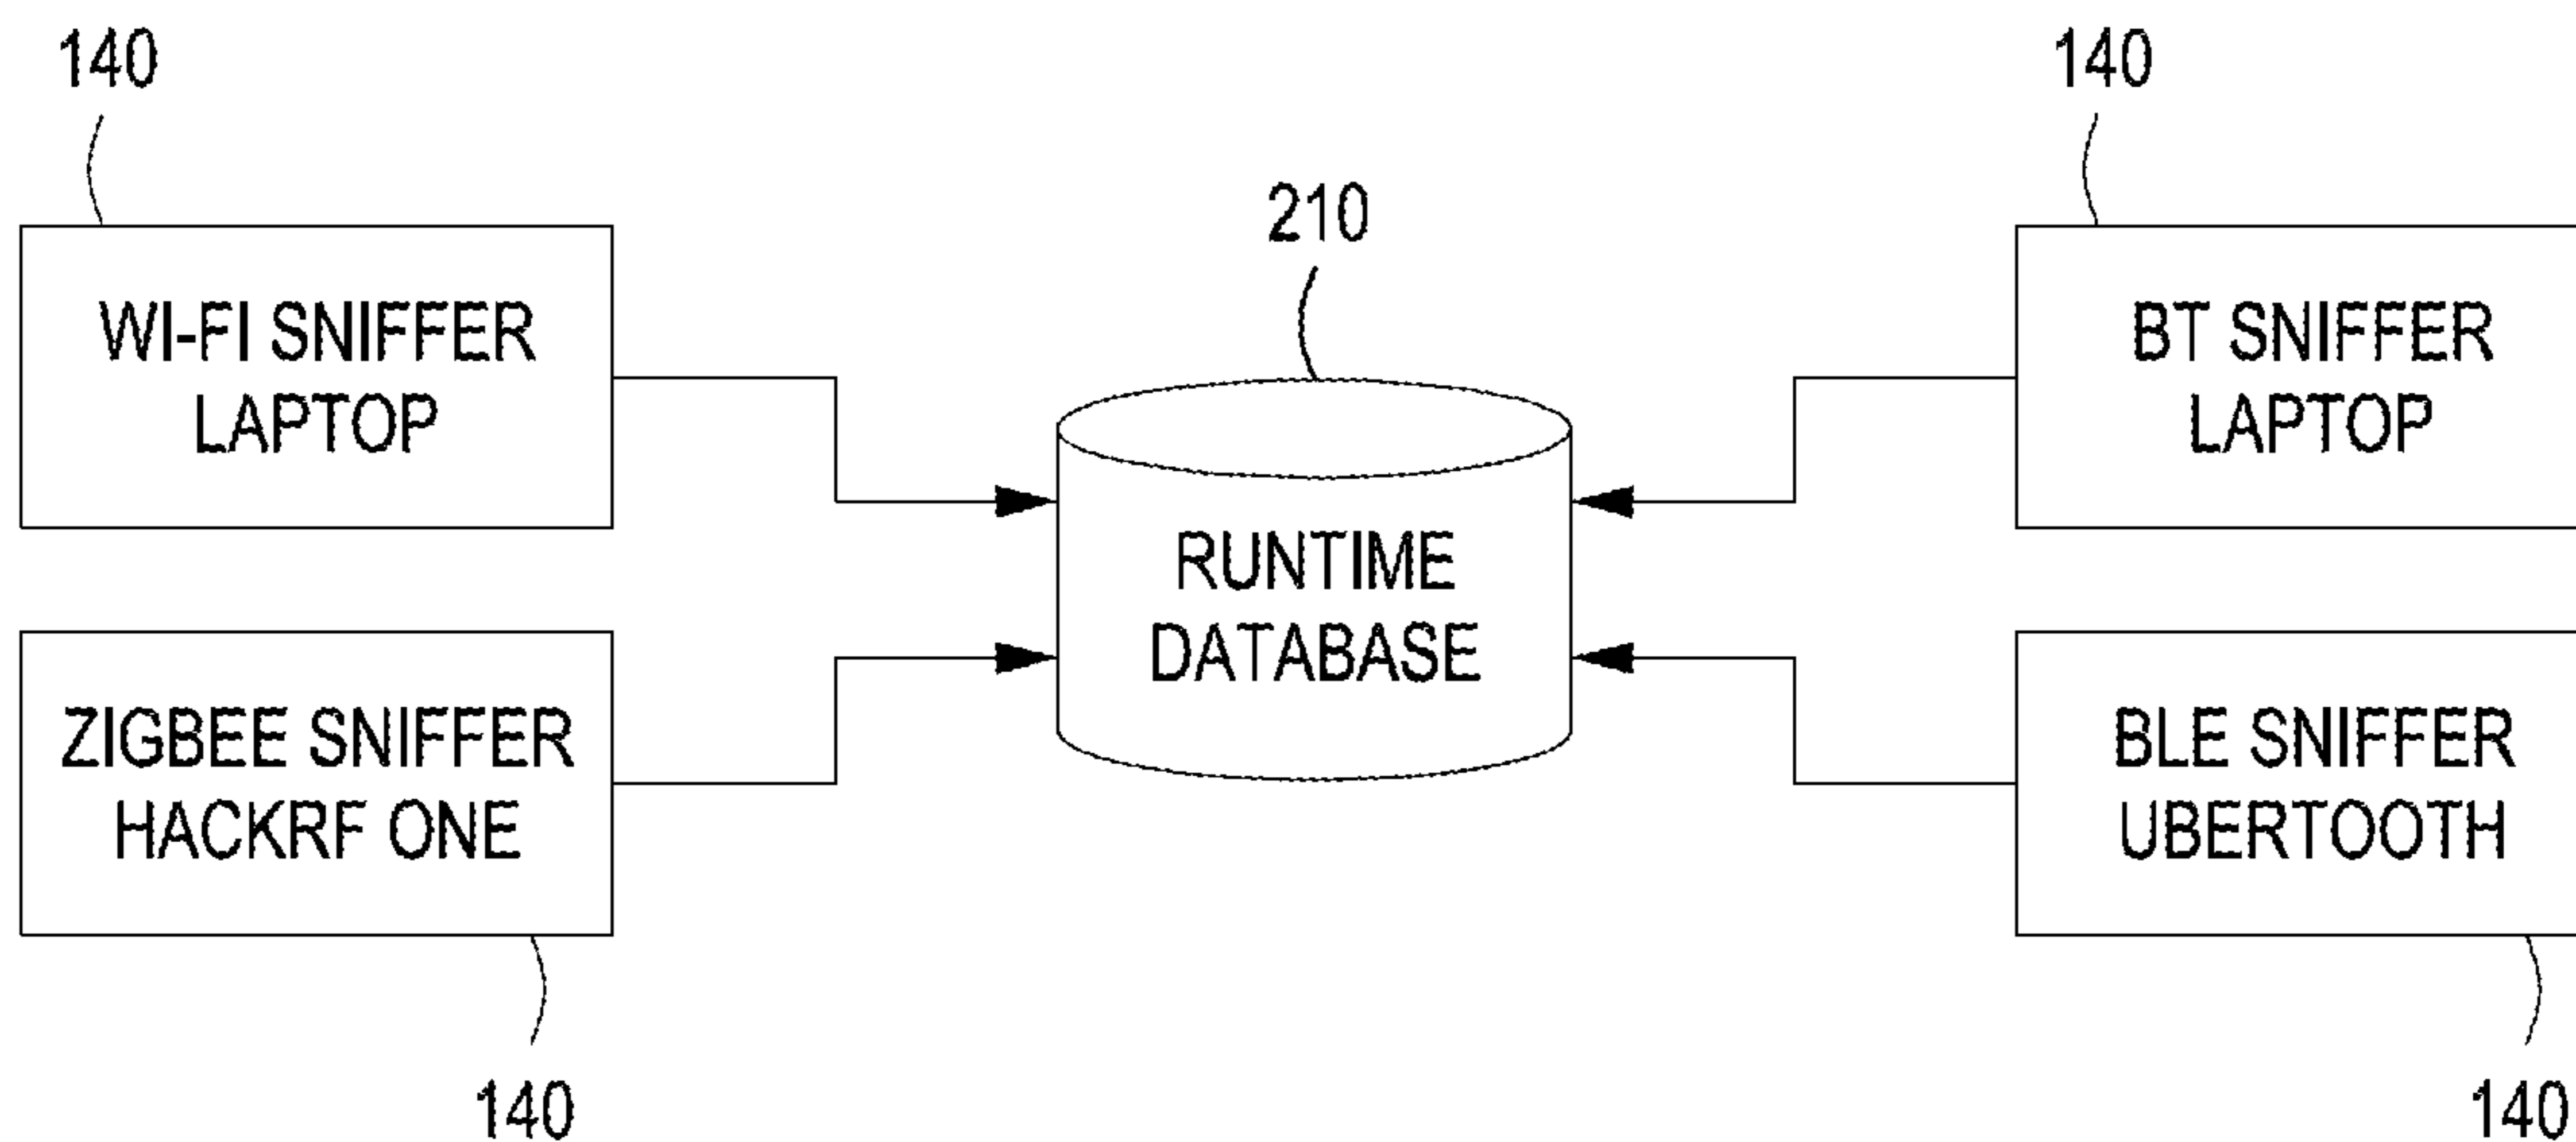 140
140
210
WI-FI SNIFFER
LAPTOP
BT SNIFFER
LAPTOP
RUNTIME
DATABASE
ZIGBEE SNIFFER
HACKRF ONE
BLE SNIFFER
UBERTOOTH
140
140